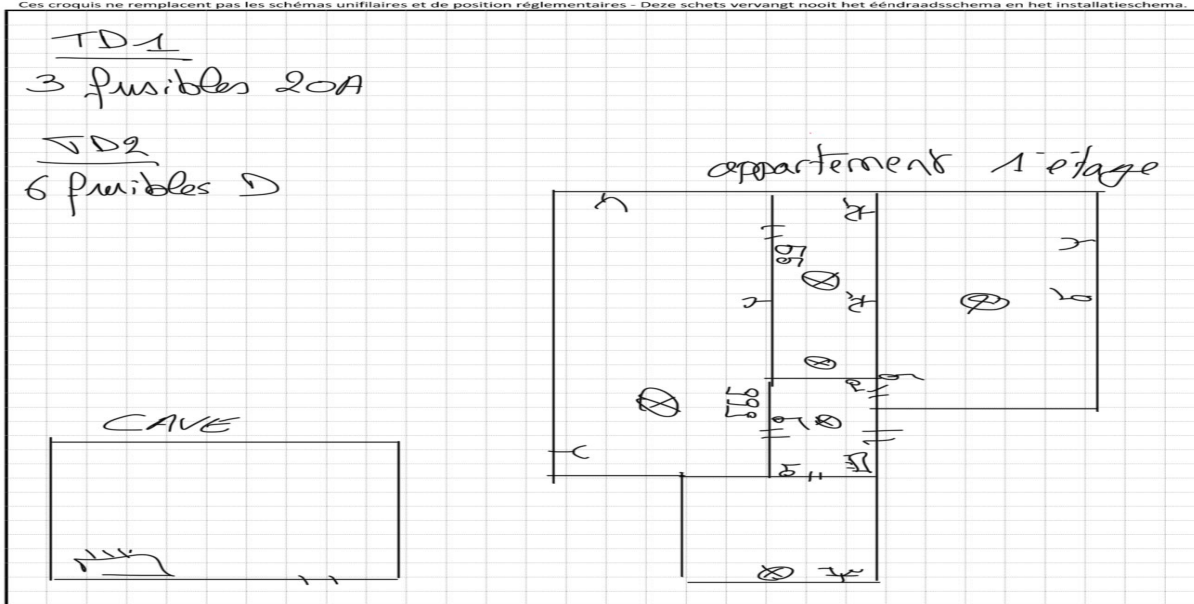 Ces croquis ne remplacent pas les schémas unifilaires et de position réglementaires - Deze schets vervangt nooit het ééndraadsschema en het installatieschema.
TD1
3 fusibles 20A
TD2
6 fusibles D
appartement 1 étage
CAVE